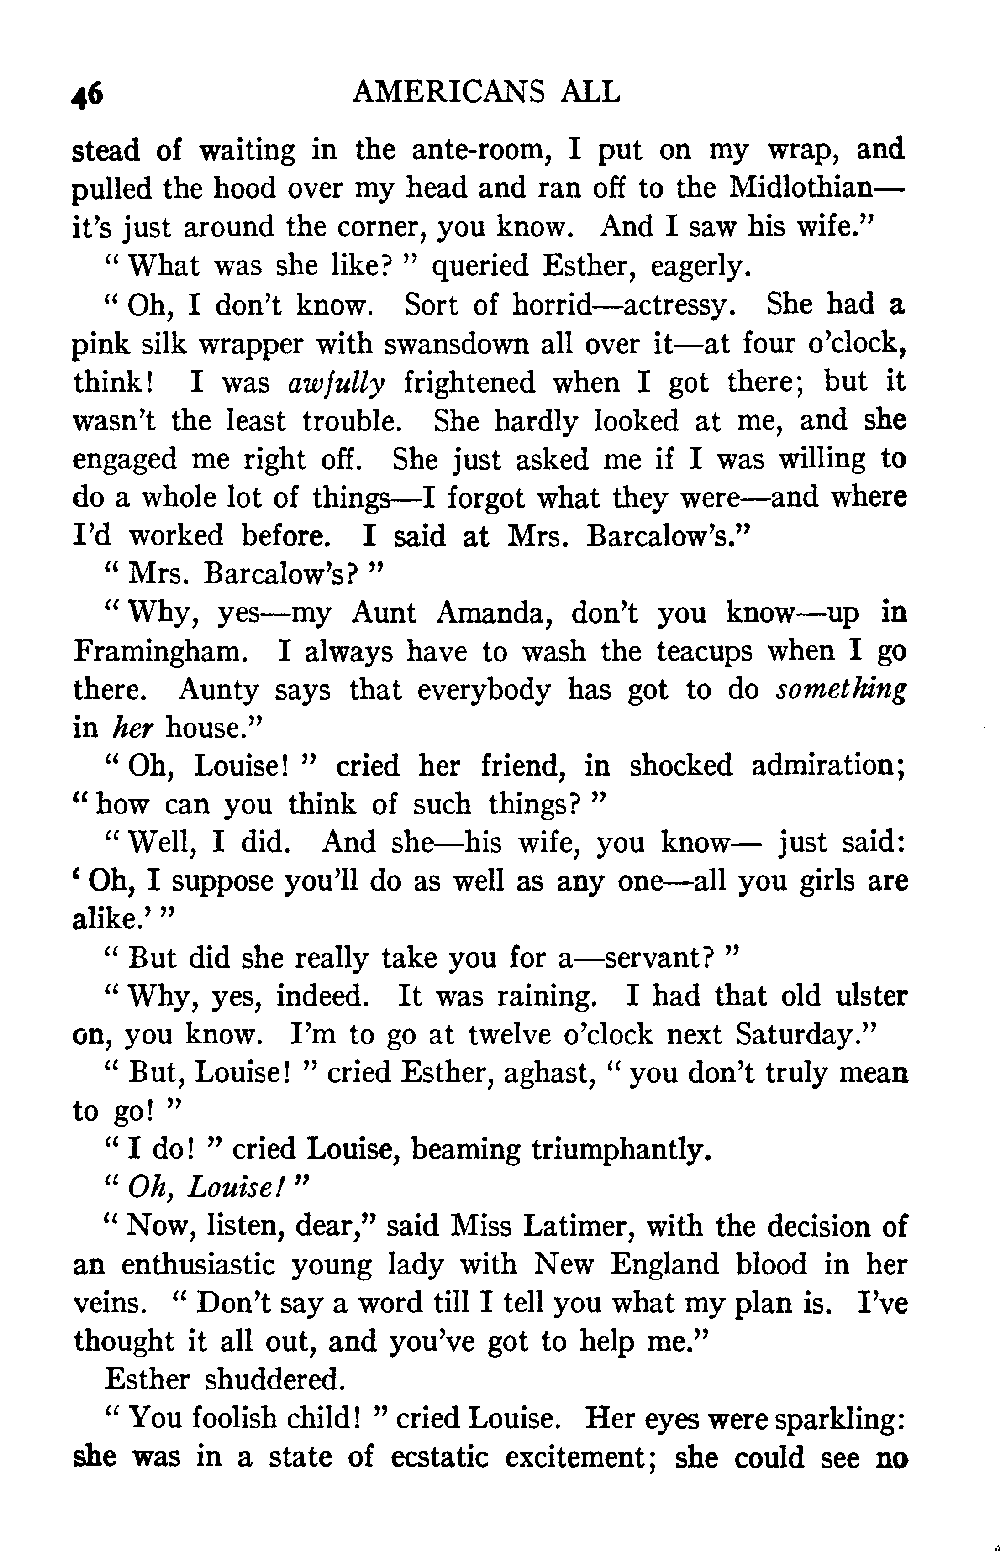 46 AMERICANS ALL
stead of waiting in the ante-room, I put on my wrap, and
pulled the hood over my head and ran off to the Midlothian—
it's just around the corner, you know. And I saw his wife."
" What was she like? " queried Esther, eagerly.
" Oh, I don't know. Sort of horrid—actressy. She had a
pink silk wrapper with swansdown all over it—at four o'clock,
think! I was awfully frightened when I got there; but it
wasn't the least trouble. She hardly looked at me, and she
engaged me right off. She just asked me if I was willing to
do a whole lot of things—I forgot what they were—and where
I'd worked before. I said at Mrs. Barcalow's."
" Mrs. Barcalow's? "
" Why, yes—my Aunt Amanda, don't you know—up in
Framingham. I always have to wash the teacups when I go
there. Aunty says that everybody has got to do something
in her house."
" Oh, Louise! " cried her friend, in shocked admiration;
" how can you think of such things? "
" Well, I did. And she—his wife, you know— just said:
' Oh, I suppose you'll do as well as any one—all you girls are
alike.' "
" But did she really take you for a—servant? "
" Why, yes, indeed. It was raining. I had that old ulster
on, you know. I'm to go at twelve o'clock next Saturday."
" But, Louise! " cried Esther, aghast, " you don't truly mean
to go! "
" I do! " cried Louise, beaming triumphantly.
" Oh, Louise! "
" Now, listen, dear," said Miss Latimer, with the decision of
an enthusiastic young lady with New England blood in her
veins. " Don't say a word till I tell you what my plan is. I've
thought it all out, and you've got to help me."
Esther shuddered.
" You foolish child! " cried Louise. Her eyes were sparkling:
she was in a state of ecstatic excitement; she could see no